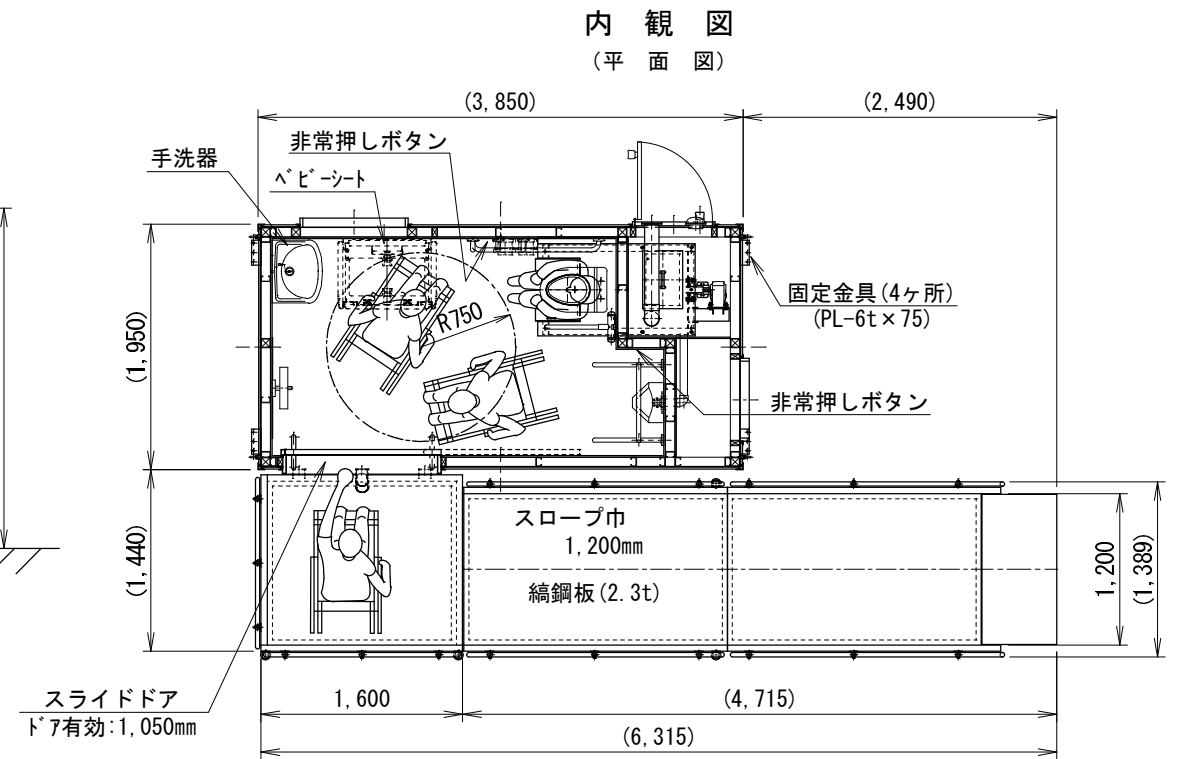 内 観 図
(平 面 図)
(3,850)
(2,490)
非常押しボタン
手洗器
ベビーシート
固定金具(4ヶ所)
(PL-6t×75)
R750
(1,950)
非常押しボタン
スロープ巾
1,200mm
縞鋼板(2.3t)
(1,440)
1,200
(1,389)
スライドドア
ドア有効:1,050mm
1,600
(4,715)
(6,315)